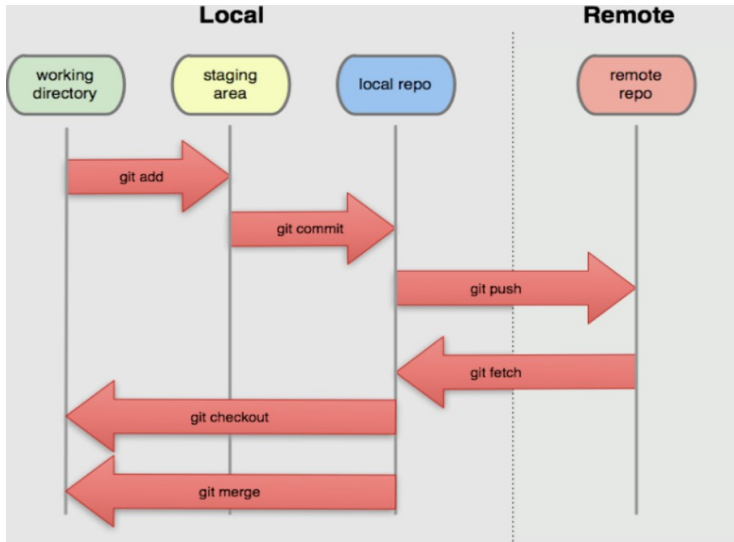 Local
Remote
working
directory
staging
area
local repo
remote
repo
git add
git commit
git push
git fetch
git checkout
git merge